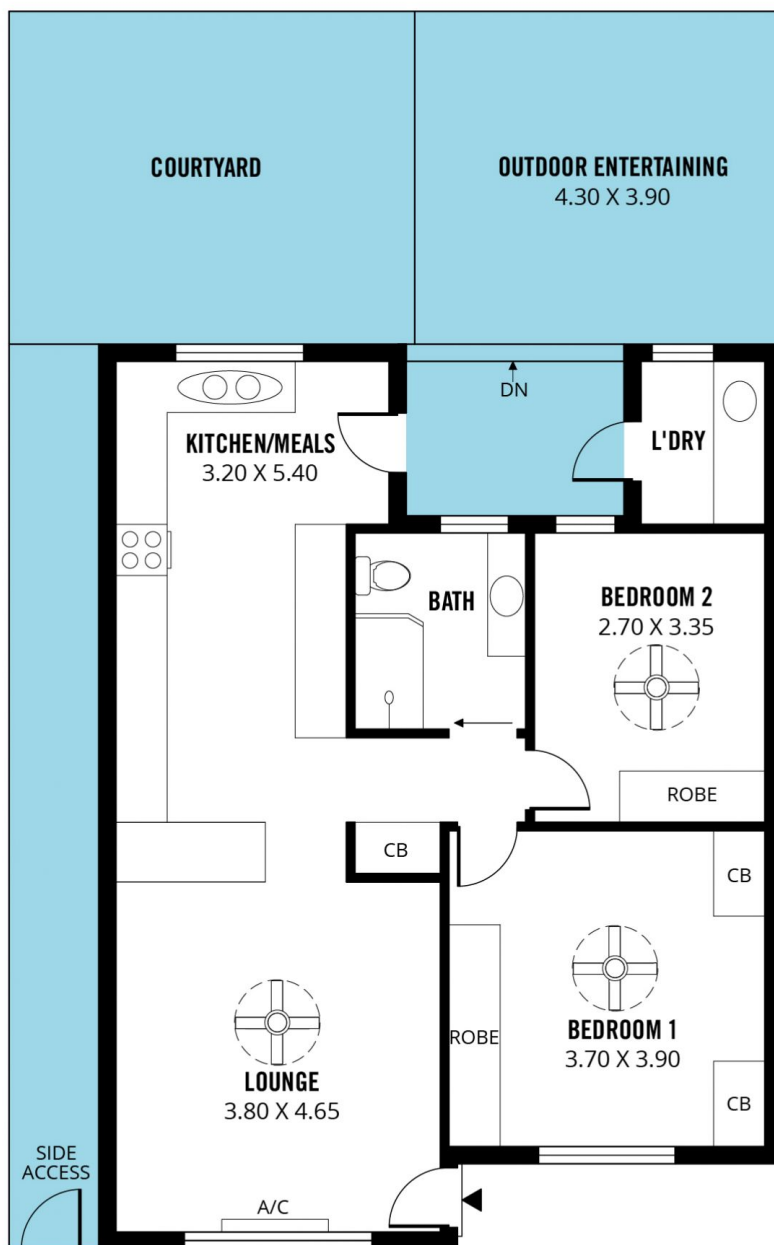 COURTYARD
OUTDOOR ENTERTAINING
4.30 X 3.90
DN
KITCHEN/MEALS
3.20 X 5.40
L'DRY
BATH
BEDROOM 2
2.70 X 3.35
ROBE
CB
CB
ROBE
BEDROOM 1
3.70 X 3.90
CB
LOUNGE
3.80 X 4.65
SIDE
ACCESS
A/C